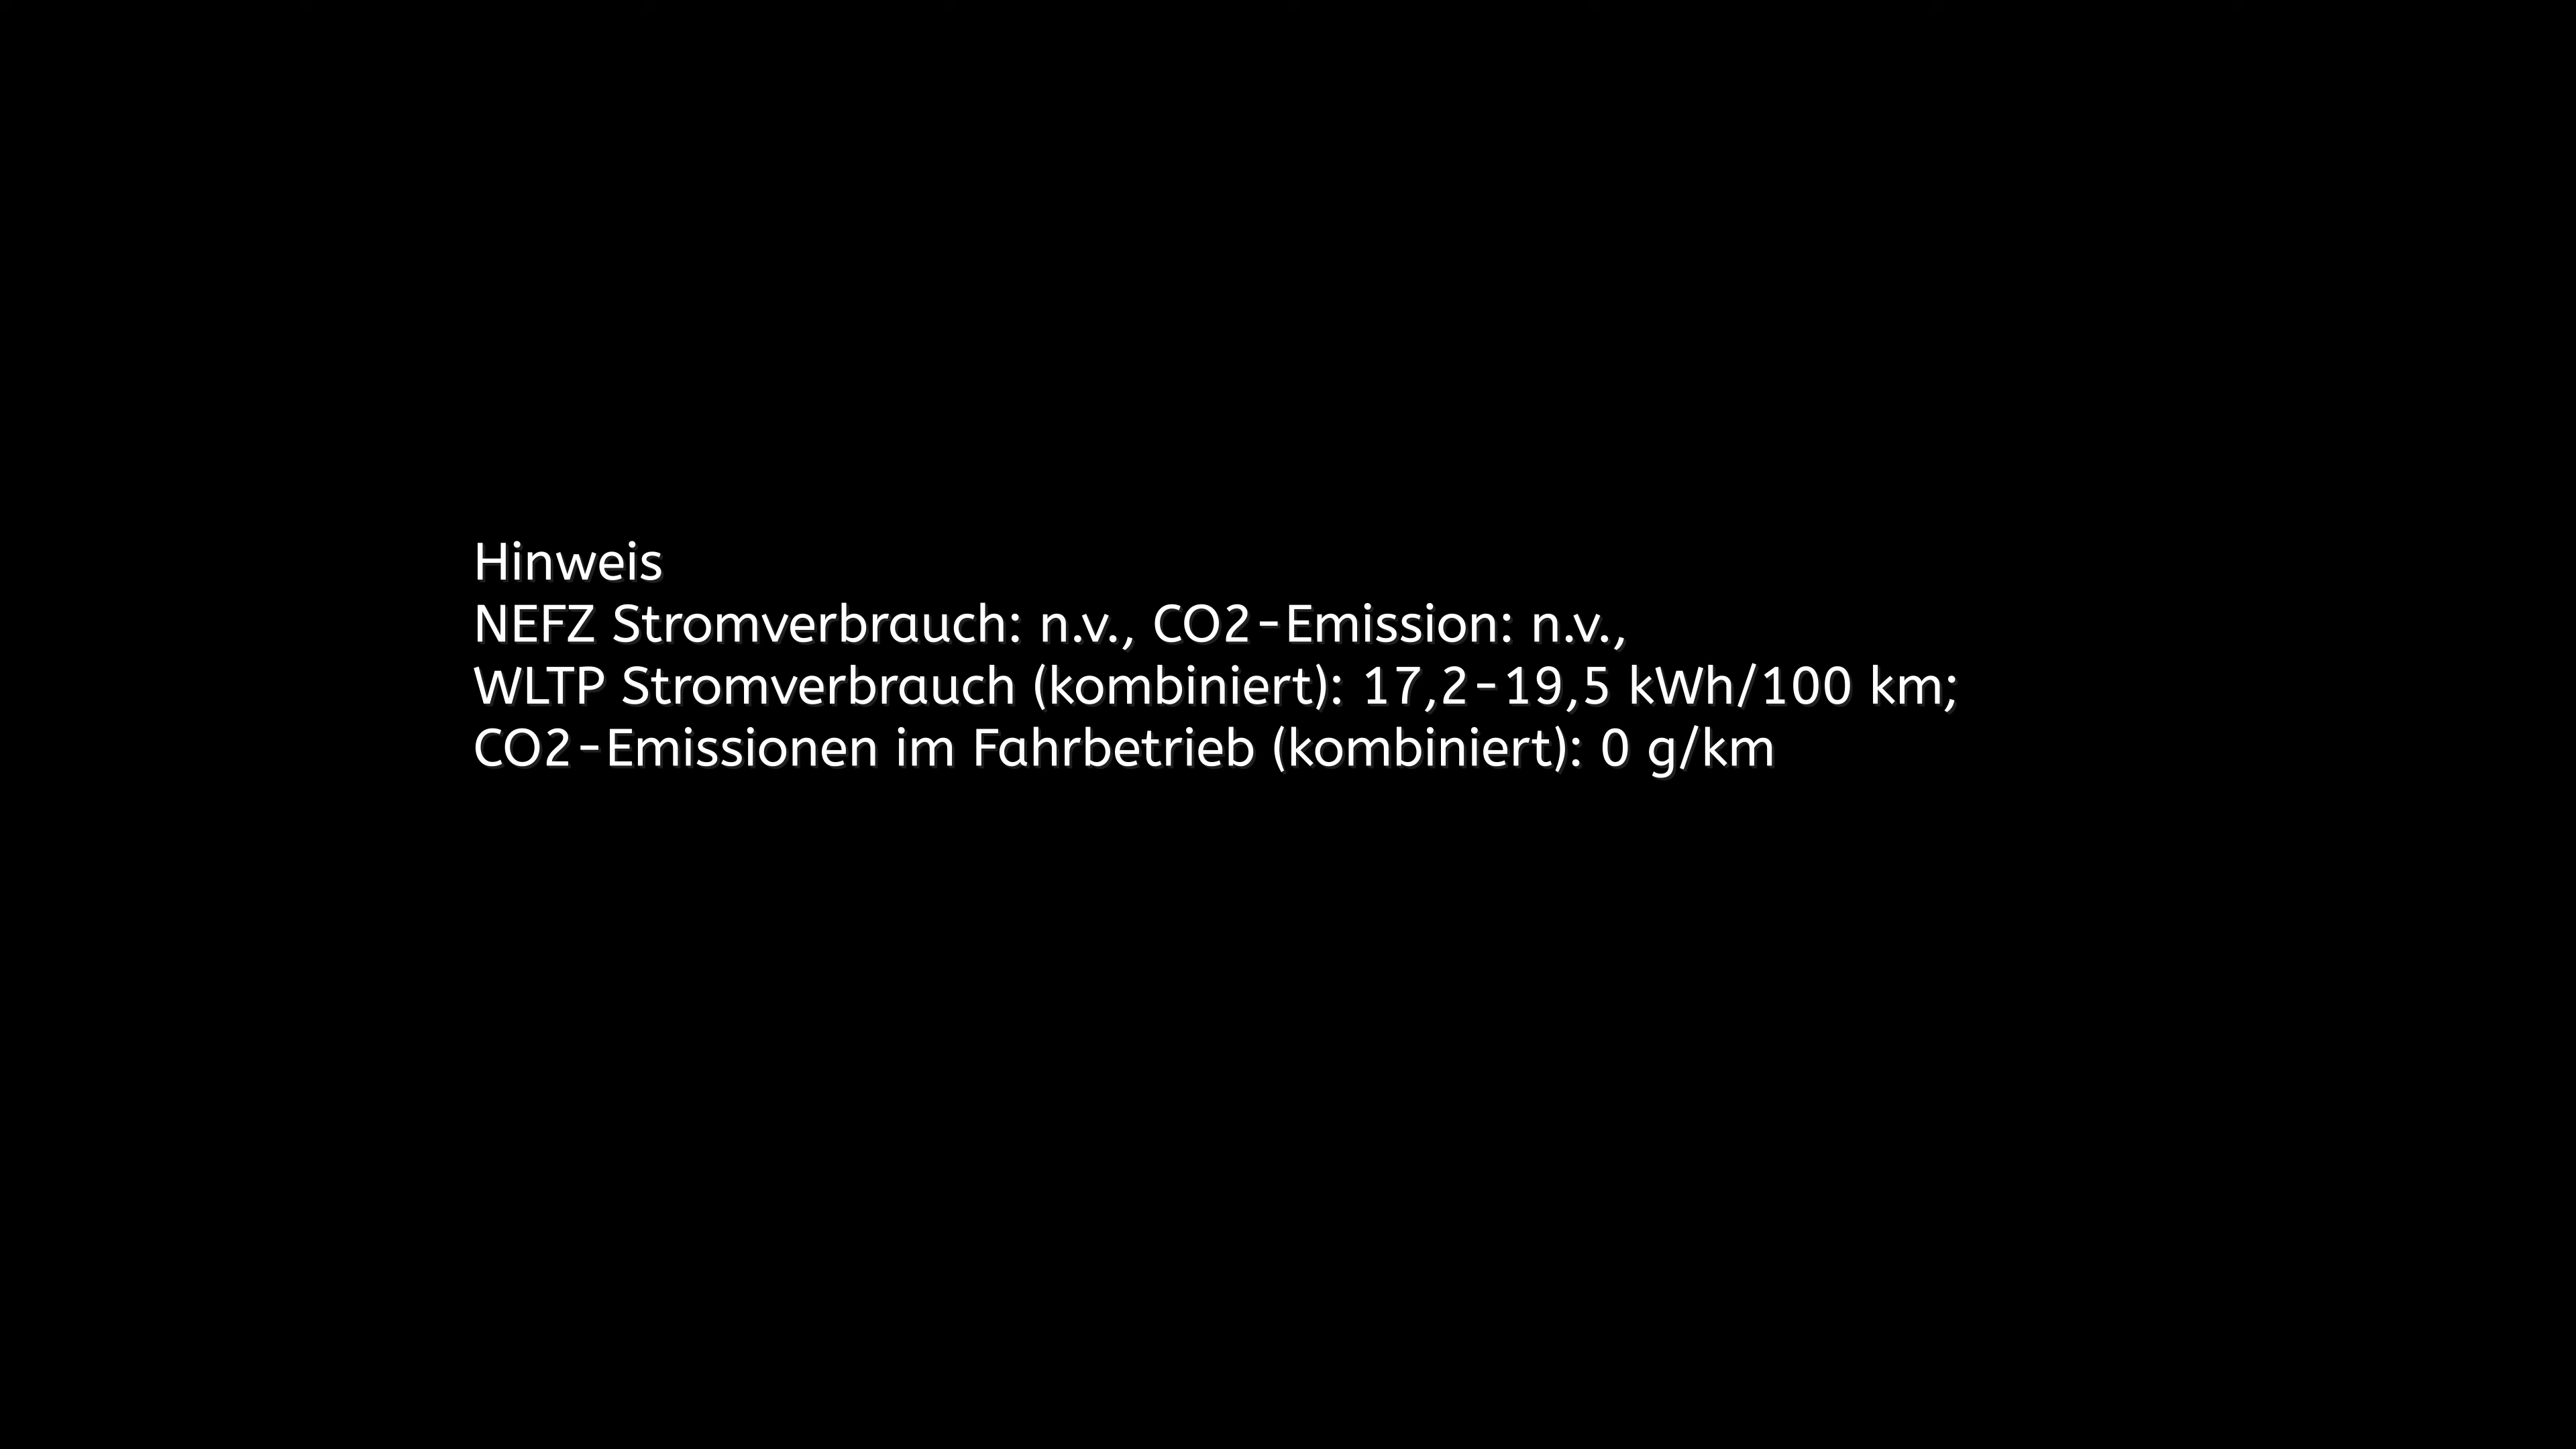 Hinweis
NEFZ Stromverbrauch: n.v., CO2-Emission: n.v.,
WLTP Stromverbrauch (kombiniert): 17,2-19,5 kWh/100 km;
CO2-Emissionen im Fahrbetrieb (kombiniert): 0 g/km